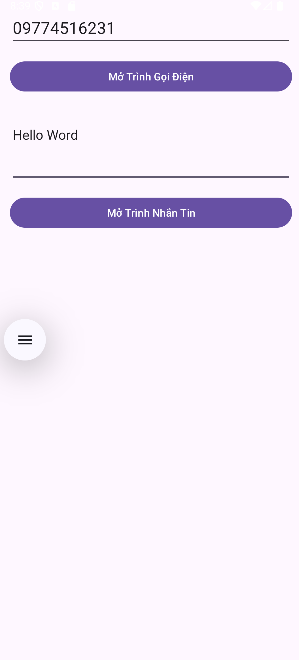 09774516231
Mở Trình Gọi Điện
Hello Word
Mở Trình Nhắn Tin